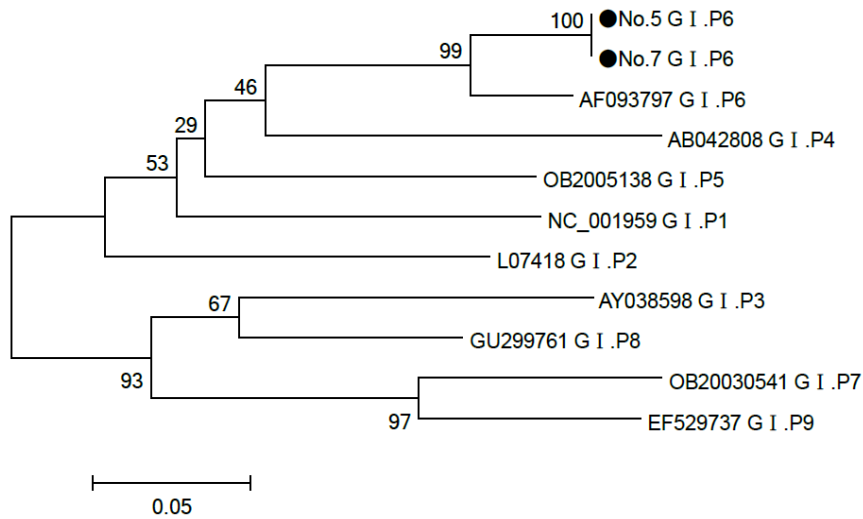 100 ●No.5 G I .P6
99 ●No.7 G I .P6
46 AF093797 G I .P6
29 AB042808 G I .P4
53 OB2005138 G I .P5
NC_001959 G I .P1
L07418 G I .P2
67 AY038598 G I .P3
GU299761 G I .P8
93 OB20030541 G I .P7
97 EF529737 G I .P9
0.05